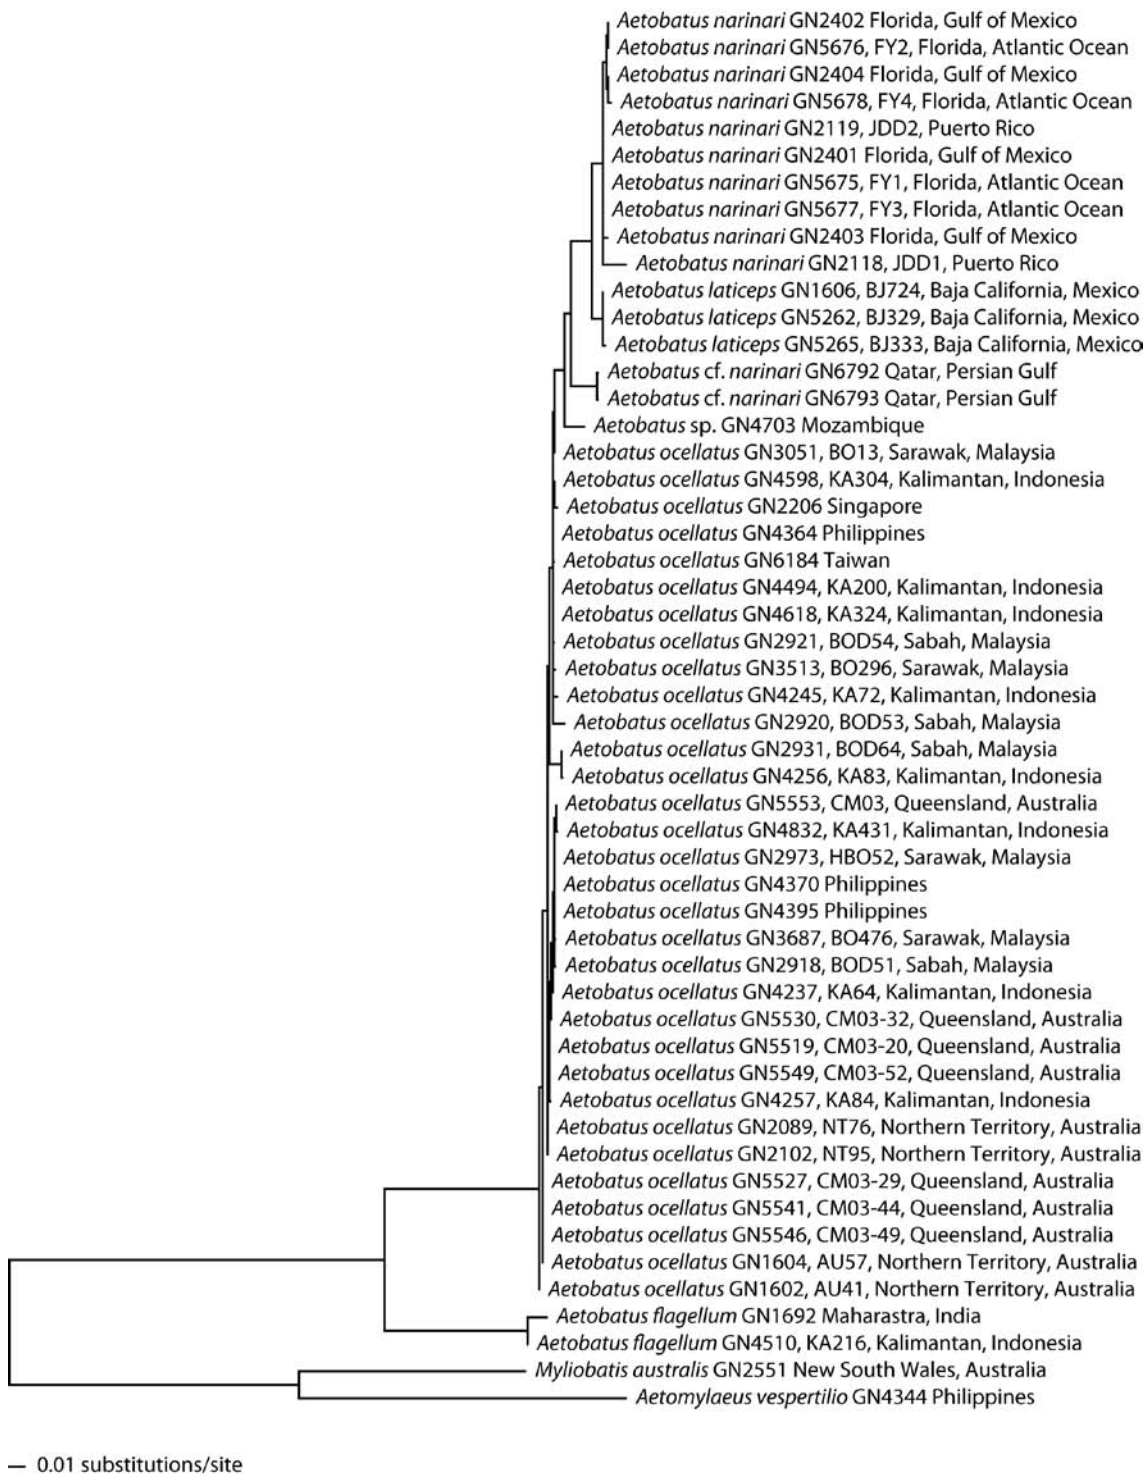 Aetobatus narinari GN2402 Florida, Gulf of Mexico
Aetobatus narinari GN5676, FY2, Florida, Atlantic Ocean
Aetobatus narinari GN2404 Florida, Gulf of Mexico
Aetobatus narinari GN5678, FY4, Florida, Atlantic Ocean
Aetobatus narinari GN2119, JDD2, Puerto Rico
Aetobatus narinari GN2401 Florida, Gulf of Mexico
Aetobatus narinari GN5675, FY1, Florida, Atlantic Ocean
Aetobatus narinari GN5677, FY3, Florida, Atlantic Ocean
Aetobatus narinari GN2403 Florida, Gulf of Mexico
Aetobatus narinari GN2118, JDD1, Puerto Rico
Aetobatus laticeps GN1606, BJ724, Baja California, Mexico
Aetobatus laticeps GN5262, BJ329, Baja California, Mexico
Aetobatus laticeps GN5265, BJ333, Baja California, Mexico
Aetobatus cf. narinari GN6792 Qatar, Persian Gulf
Aetobatus cf. narinari GN6793 Qatar, Persian Gulf
Aetobatus sp. GN4703 Mozambique
Aetobatus ocellatus GN3051, BO13, Sarawak, Malaysia
Aetobatus ocellatus GN4598, KA304, Kalimantan, Indonesia
Aetobatus ocellatus GN2206 Singapore
Aetobatus ocellatus GN4364 Philippines
Aetobatus ocellatus GN6184 Taiwan
Aetobatus ocellatus GN4494, KA200, Kalimantan, Indonesia
Aetobatus ocellatus GN4618, KA324, Kalimantan, Indonesia
Aetobatus ocellatus GN2921, BOD54, Sabah, Malaysia
Aetobatus ocellatus GN3513, BO296, Sarawak, Malaysia
Aetobatus ocellatus GN4245, KA72, Kalimantan, Indonesia
Aetobatus ocellatus GN2920, BOD53, Sabah, Malaysia
Aetobatus ocellatus GN2931, BOD64, Sabah, Malaysia
Aetobatus ocellatus GN4256, KA83, Kalimantan, Indonesia
Aetobatus ocellatus GN5553, CM03, Queensland, Australia
Aetobatus ocellatus GN4832, KA431, Kalimantan, Indonesia
Aetobatus ocellatus GN2973, HBO52, Sarawak, Malaysia
Aetobatus ocellatus GN4370 Philippines
Aetobatus ocellatus GN4395 Philippines
Aetobatus ocellatus GN3687, BO476, Sarawak, Malaysia
Aetobatus ocellatus GN2918, BOD51, Sabah, Malaysia
Aetobatus ocellatus GN4237, KA64, Kalimantan, Indonesia
Aetobatus ocellatus GN5530, CM03-32, Queensland, Australia
Aetobatus ocellatus GN5519, CM03-20, Queensland, Australia
Aetobatus ocellatus GN5549, CM03-52, Queensland, Australia
Aetobatus ocellatus GN4257, KA84, Kalimantan, Indonesia
Aetobatus ocellatus GN2089, NT76, Northern Territory, Australia
Aetobatus ocellatus GN2102, NT95, Northern Territory, Australia
Aetobatus ocellatus GN5527, CM03-29, Queensland, Australia
Aetobatus ocellatus GN5541, CM03-44, Queensland, Australia
Aetobatus ocellatus GN5546, CM03-49, Queensland, Australia
Aetobatus ocellatus GN1604, AU57, Northern Territory, Australia
Aetobatus ocellatus GN1602, AU41, Northern Territory, Australia
Aetobatus flagellum GN1692 Maharastra, India
Aetobatus flagellum GN4510, KA216, Kalimantan, Indonesia
Myliobatis australis GN2551 New South Wales, Australia
Aetomylaeus vespertilio GN4344 Philippines
0.01 substitutions/site